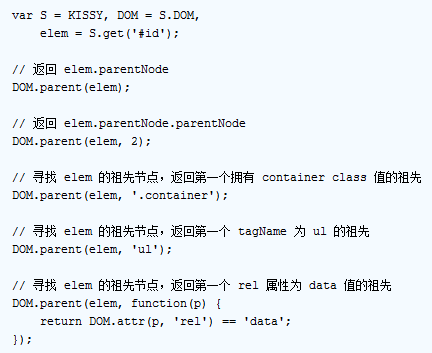 var S = KISSY, DOM = S.DOM,
    elem = S.get('#id');

// 返回 elem.parentNode
DOM.parent(elem);

// 返回 elem.parentNode.parentNode
DOM.parent(elem, 2);

// 寻找 elem 的祖先节点，返回第一个拥有 container class 值的祖先
DOM.parent(elem, '.container');

// 寻找 elem 的祖先节点，返回第一个 tagName 为 ul 的祖先
DOM.parent(elem, 'ul');

// 寻找 elem 的祖先节点，返回第一个 rel 属性为 data 值的祖先
DOM.parent(elem, function(p) {
    return DOM.attr(p, 'rel') == 'data';
});